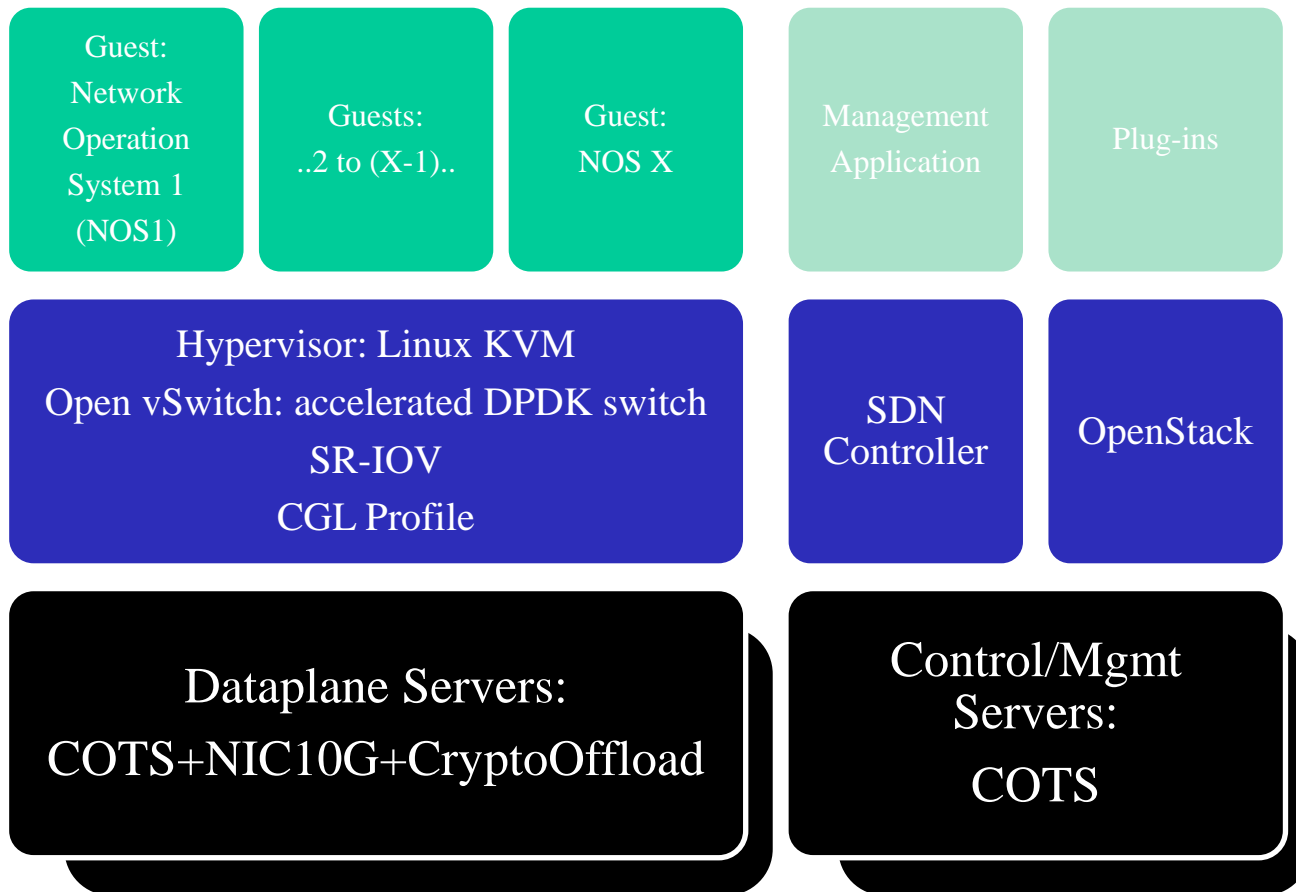 Guest:
Network
Operation
System 1
(NOS1)
Guests:
..2 to (X-1)..
Guest:
NOS X
Management
Application
Plug-ins
Hypervisor: Linux KVM
Open vSwitch: accelerated DPDK switch
SR-IOV
CGL Profile
SDN
Controller
OpenStack
Dataplane Servers:
COTS+NIC10G+CryptoOffload
Control/Mgmt
Servers:
COTS